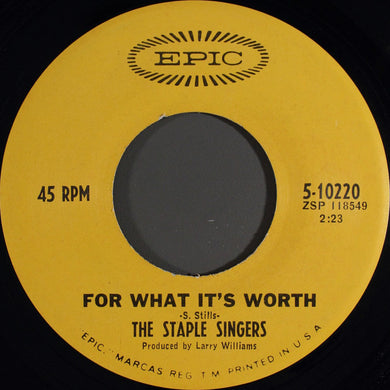 EPIC
45 RPM
5-10220
ZSP 118549
2:23
FOR WHAT IT'S WORTH
-S. Stills-
THE STAPLE SINGERS
Produced by Larry Williams
EPIC, MARCAS REG. T.M. PRINTED IN U.S.A.